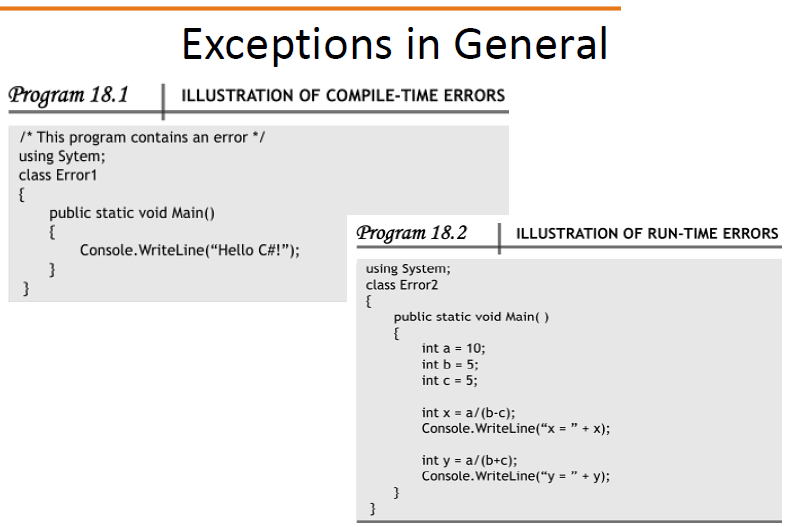 Exceptions in General
Program 18.1 ILLUSTRATION OF COMPILE-TIME ERRORS
/* This program contains an error */
using Sytem;
class Error1
{
public static void Main()
{
Console.WriteLine(“Hello C#!”);
}
}
Program 18.2 ILLUSTRATION OF RUN-TIME ERRORS
using System;
class Error2
{
public static void Main( )
{
int a = 10;
int b = 5;
int c = 5;
int x = a/(b-c);
Console.WriteLine(“x = ” + x);
int y = a/(b+c);
Console.WriteLine(“y = ” + y);
}
}